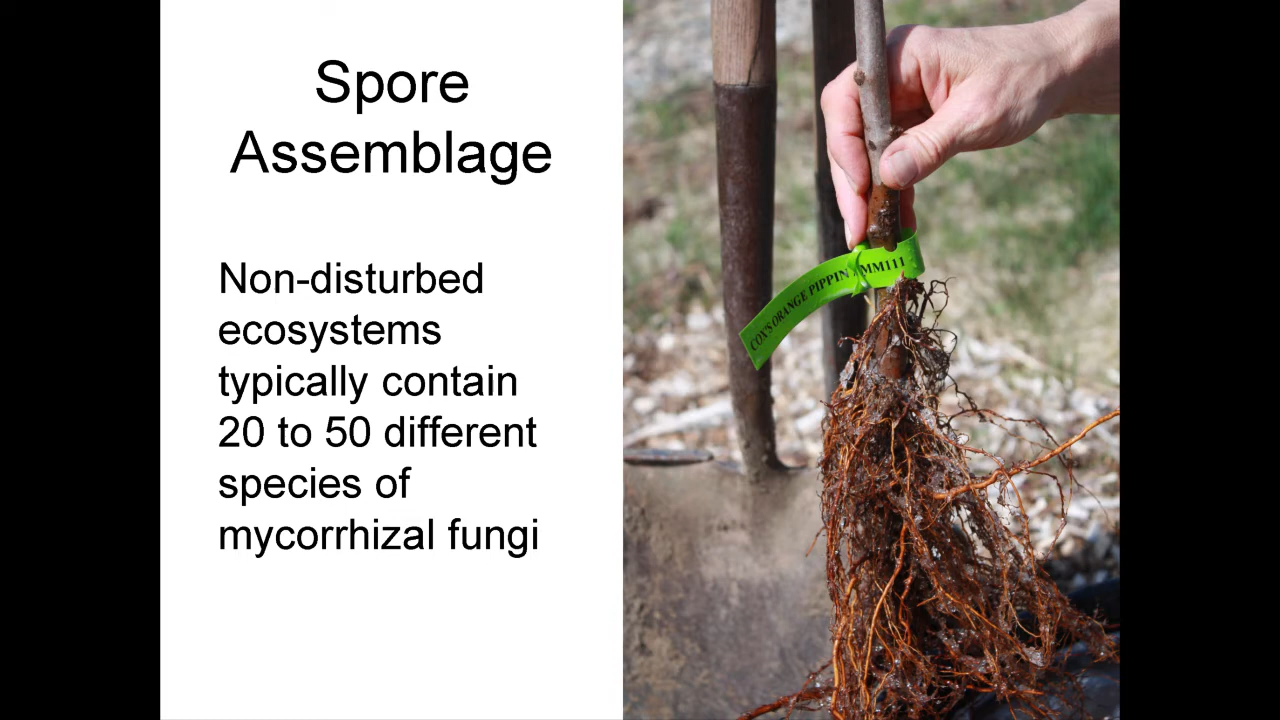 Spore
Assemblage
Non-disturbed
ecosystems
typically contain
20 to 50 different
species of
mycorrhizal fungi
COX'S ORANGE PIPPIN / MM111